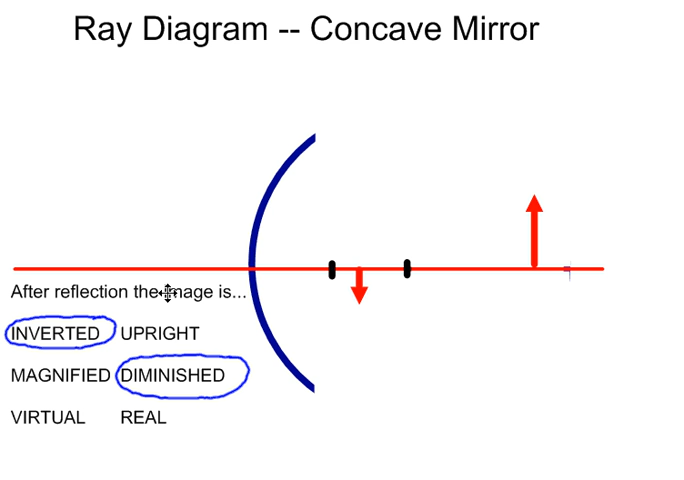 Ray Diagram -- Concave Mirror
After reflection the image is...
INVERTED UPRIGHT
MAGNIFIED DIMINISHED
VIRTUAL REAL